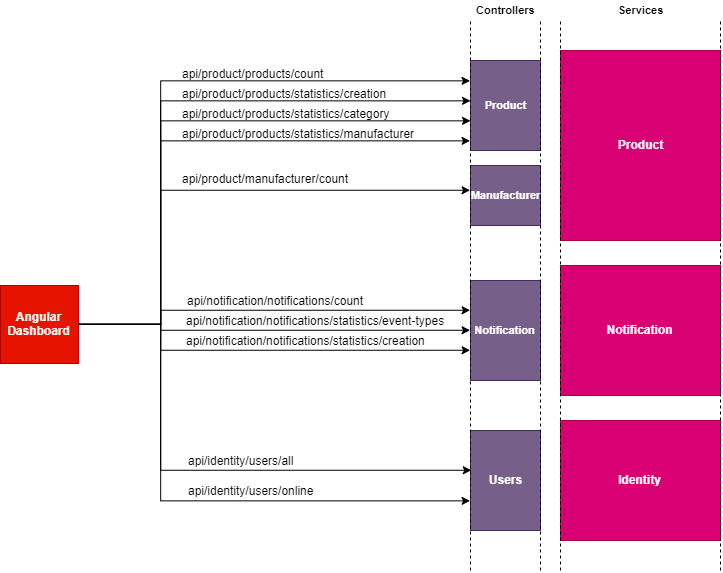 Controllers
Services
api/product/products/count
api/product/products/statistics/creation
api/product/products/statistics/category
api/product/products/statistics/manufacturer
Product
Product
api/product/manufacturer/count
Manufacturer
Angular
Dashboard
api/notification/notifications/count
api/notification/notifications/statistics/event-types
api/notification/notifications/statistics/creation
Notification
Notification
api/identity/users/all
api/identity/users/online
Users
Identity